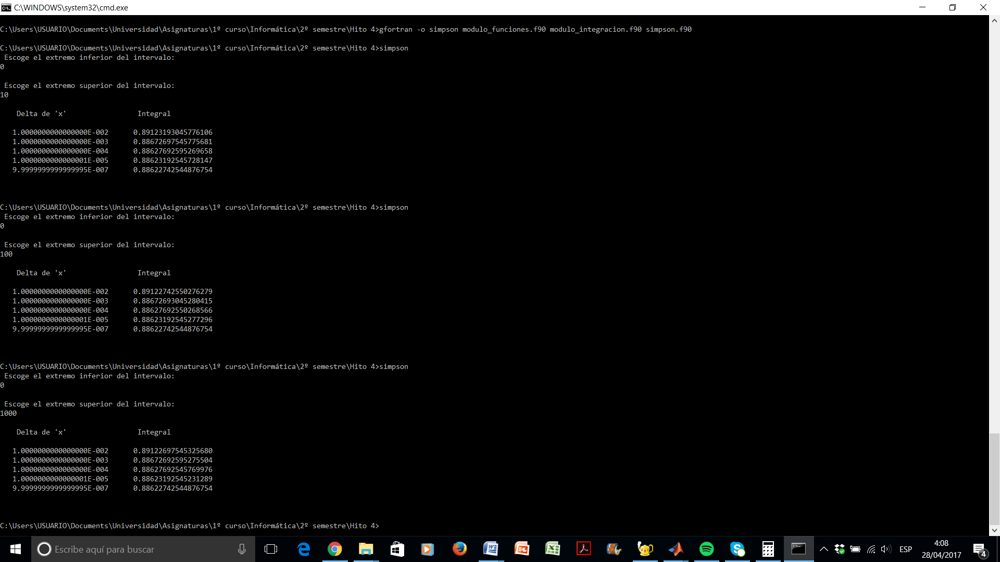 C:\WINDOWS\system32\cmd.exe
C:\Users\USUARIO\Documents\Universidad\Asignaturas\1º curso\Informática\2º semestre\Hito 4>gfortran -o simpson modulo_funciones.f90 modulo_integracion.f90 simpson.f90
C:\Users\USUARIO\Documents\Universidad\Asignaturas\1º curso\Informática\2º semestre\Hito 4>simpson
Escoge el extremo inferior del intervalo:
0
Escoge el extremo superior del intervalo:
10
Delta de 'x' Integral
1.0000000000000000E-002 0.89123193045776106
1.0000000000000000E-003 0.88672697545775681
1.0000000000000000E-004 0.88627692595269658
1.0000000000000001E-005 0.88623192545728147
9.9999999999999995E-007 0.88622742544876754
C:\Users\USUARIO\Documents\Universidad\Asignaturas\1º curso\Informática\2º semestre\Hito 4>simpson
Escoge el extremo inferior del intervalo:
0
Escoge el extremo superior del intervalo:
100
Delta de 'x' Integral
1.0000000000000000E-002 0.89122742550276279
1.0000000000000000E-003 0.88672693045280415
1.0000000000000000E-004 0.88627692550268566
1.0000000000000001E-005 0.88623192545277296
9.9999999999999995E-007 0.88622742544876754
C:\Users\USUARIO\Documents\Universidad\Asignaturas\1º curso\Informática\2º semestre\Hito 4>simpson
Escoge el extremo inferior del intervalo:
0
Escoge el extremo superior del intervalo:
1000
Delta de 'x' Integral
1.0000000000000000E-002 0.89122697545325680
1.0000000000000000E-003 0.88672692595275504
1.0000000000000000E-004 0.88627692545769976
1.0000000000000001E-005 0.88623192545231289
9.9999999999999995E-007 0.88622742544876754
C:\Users\USUARIO\Documents\Universidad\Asignaturas\1º curso\Informática\2º semestre\Hito 4>
Escribe aquí para buscar
ESP
4:08
28/04/2017
4